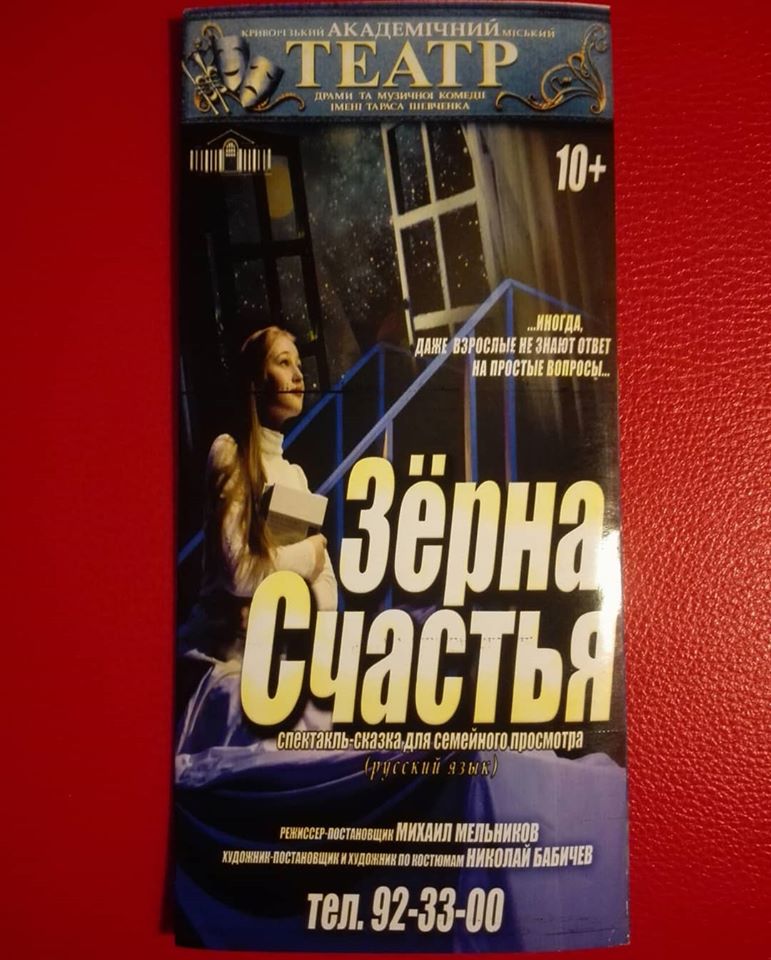 КРИВОРІЗЬКИЙ АКАДЕМІЧНИЙ МІСЬКИЙ
ТЕАТР
ДРАМИ ТА МУЗИЧНОЇ КОМЕДІЇ
ІМЕНІ ТАРАСА ШЕВЧЕНКА
10+
...ИНОГДА,
ДАЖЕ ВЗРОСЛЫЕ НЕ ЗНАЮТ ОТВЕТ
НА ПРОСТЫЕ ВОПРОСЫ...
Зёрна
Счастья
спектакль-сказка для семейного просмотра
(русский язык)
РЕЖИССЕР-ПОСТАНОВЩИК МИХАИЛ МЕЛЬНИКОВ
ХУДОЖНИК-ПОСТАНОВЩИК И ХУДОЖНИК ПО КОСТЮМАМ НИКОЛАЙ БАБИЧЕВ
тел. 92-33-00